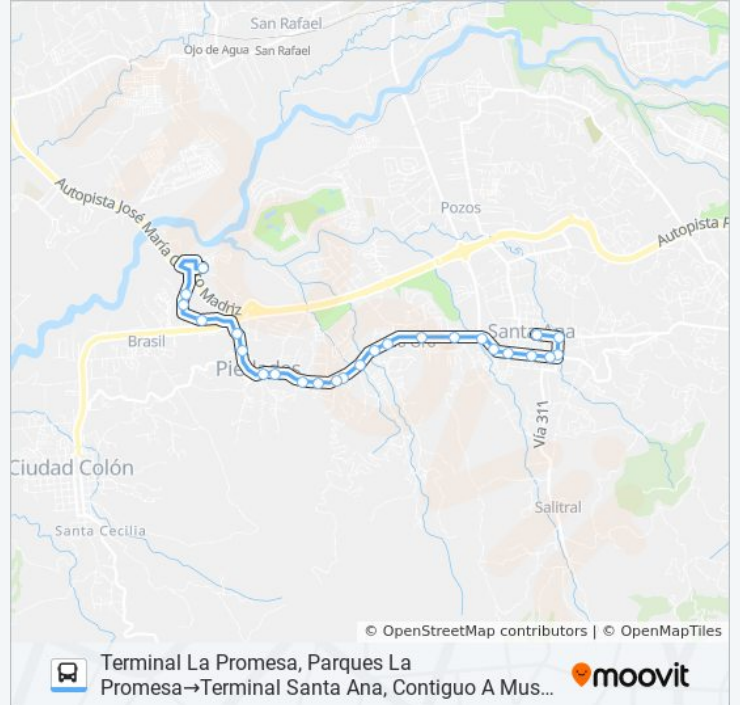 San Rafael
Ojo de Agua San Rafael
Autopista José María
Madriz
Pozos
Autopista
Santa Ana
Brasil
Ciudad Colón
Vía 311
Salitral
Santa Cecilia
© OpenStreetMap contributors | © OpenMapTiles
Terminal La Promesa, Parques La
Promesa→Terminal Santa Ana, Contiguo A Mus…
moovit